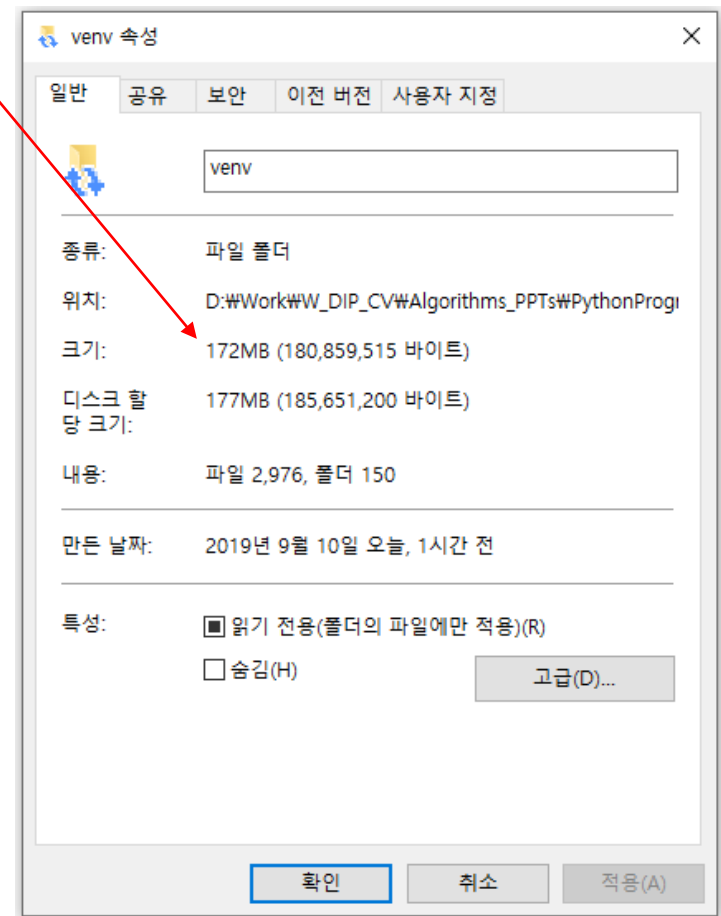 venv 속성
일반 공유 보안 이전 버전 사용자 지정
venv
종류: 파일 폴더
위치: D:₩Work₩W_DIP_CV₩Algorithms_PPTs₩PythonProgr
크기: 172MB (180,859,515 바이트)
디스크 할 177MB (185,651,200 바이트)
당 크기:
내용: 파일 2,976, 폴더 150
만든 날짜: 2019년 9월 10일 오늘, 1시간 전
특성: 읽기 전용(폴더의 파일에만 적용)(R)
숨김(H) 고급(D)...
확인 취소 적용(A)